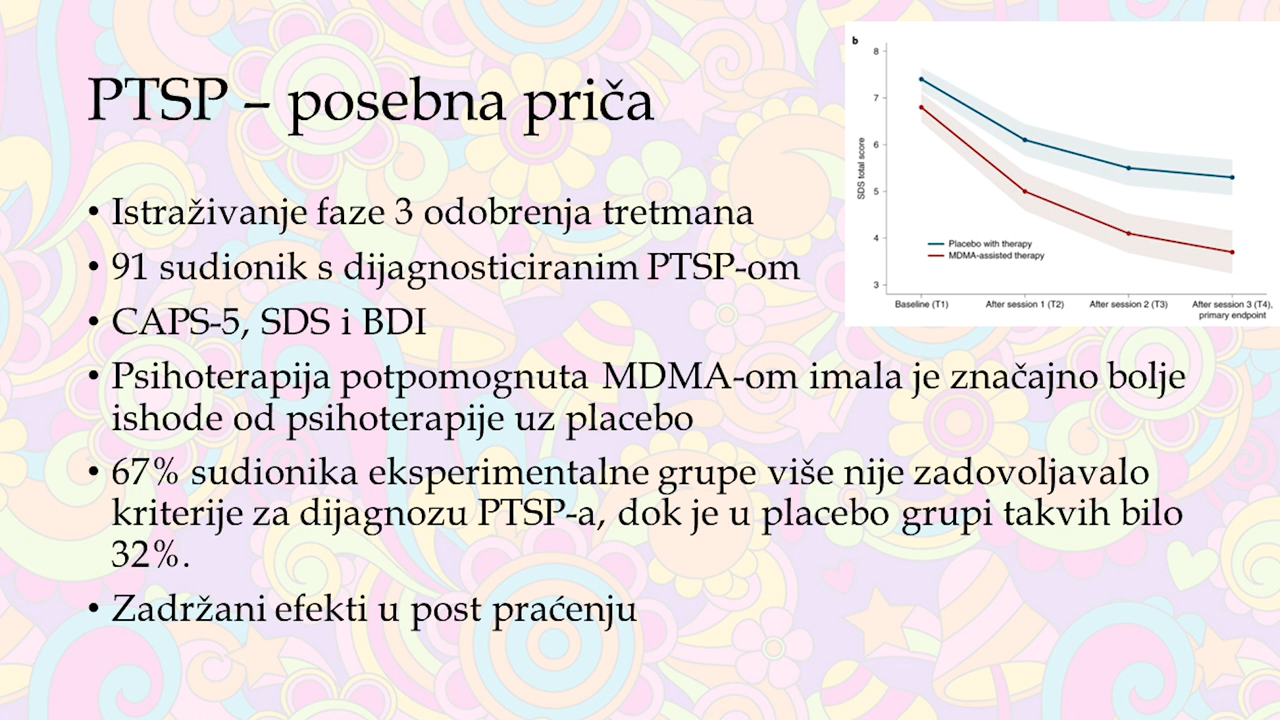 PTSP – posebna priča
• Istraživanje faze 3 odobrenja tretmana
• 91 sudionik s dijagnosticiranim PTSP-om
• CAPS-5, SDS i BDI
• Psihoterapija potpomognuta MDMA-om imala je značajno bolje
ishode od psihoterapije uz placebo
• 67% sudionika eksperimentalne grupe više nije zadovoljavalo
kriterije za dijagnozu PTSP-a, dok je u placebo grupi takvih bilo
32%.
• Zadržani efekti u post praćenju
b
8
7
6
5
4
3
SDS total score
Placebo with therapy
MDMA-assisted therapy
Baseline (T1)
After session 1 (T2)
After session 2 (T3)
After session 3 (T4),
primary endpoint